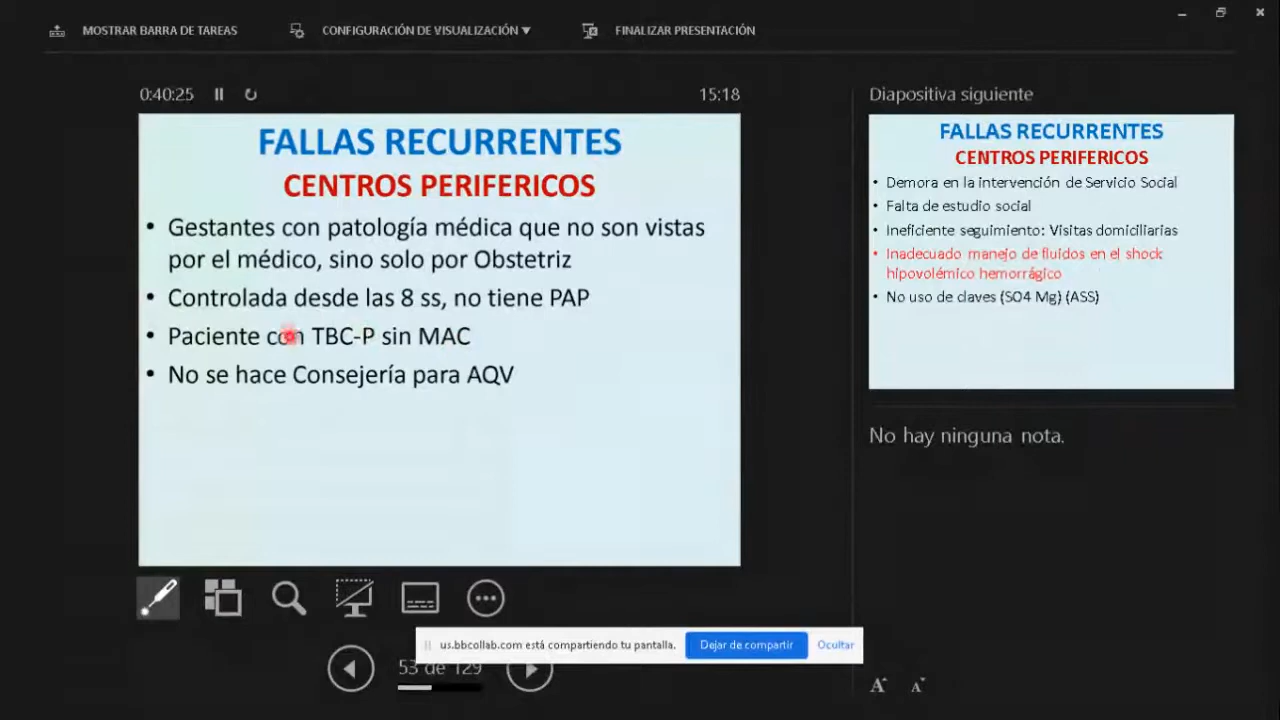 MOSTRAR BARRA DE TAREAS
CONFIGURACIÓN DE VISUALIZACIÓN ▼
FINALIZAR PRESENTACIÓN
0:40:25
15:18
FALLAS RECURRENTES
CENTROS PERIFERICOS
• Gestantes con patología médica que no son vistas
por el médico, sino solo por Obstetriz
• Controlada desde las 8 ss, no tiene PAP
• Paciente con TBC-P sin MAC
• No se hace Consejería para AQV
Diapositiva siguiente
FALLAS RECURRENTES
CENTROS PERIFERICOS
• Demora en la intervención de Servicio Social
• Falta de estudio social
• Ineficiente seguimiento: Visitas domiciliarias
• Inadecuado manejo de fluidos en el shock
hipovolémico hemorrágico
• No uso de claves (SO4 Mg) (ASS)
No hay ninguna nota.
us.bbcollab.com está compartiendo tu pantalla.
Dejar de compartir
Ocultar
53 de 129
A A